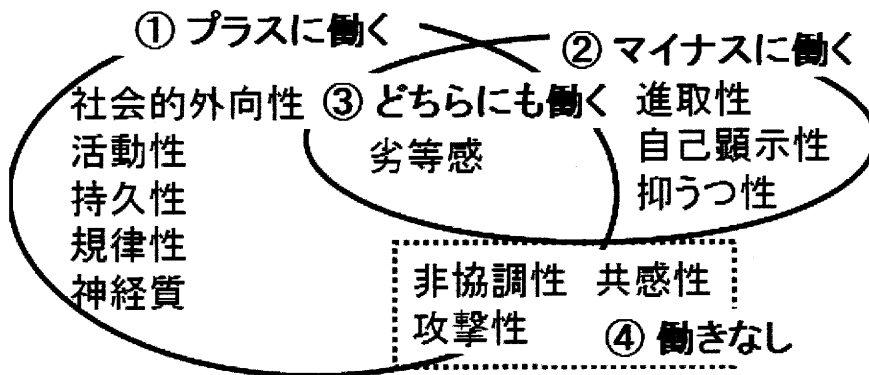 ① プラスに働く
② マイナスに働く
社会的外向性
活動性
持久性
規律性
神経質
③ どちらにも働く
劣等感
進取性
自己顕示性
抑うつ性
非協調性 共感性
攻撃性
④ 働きなし